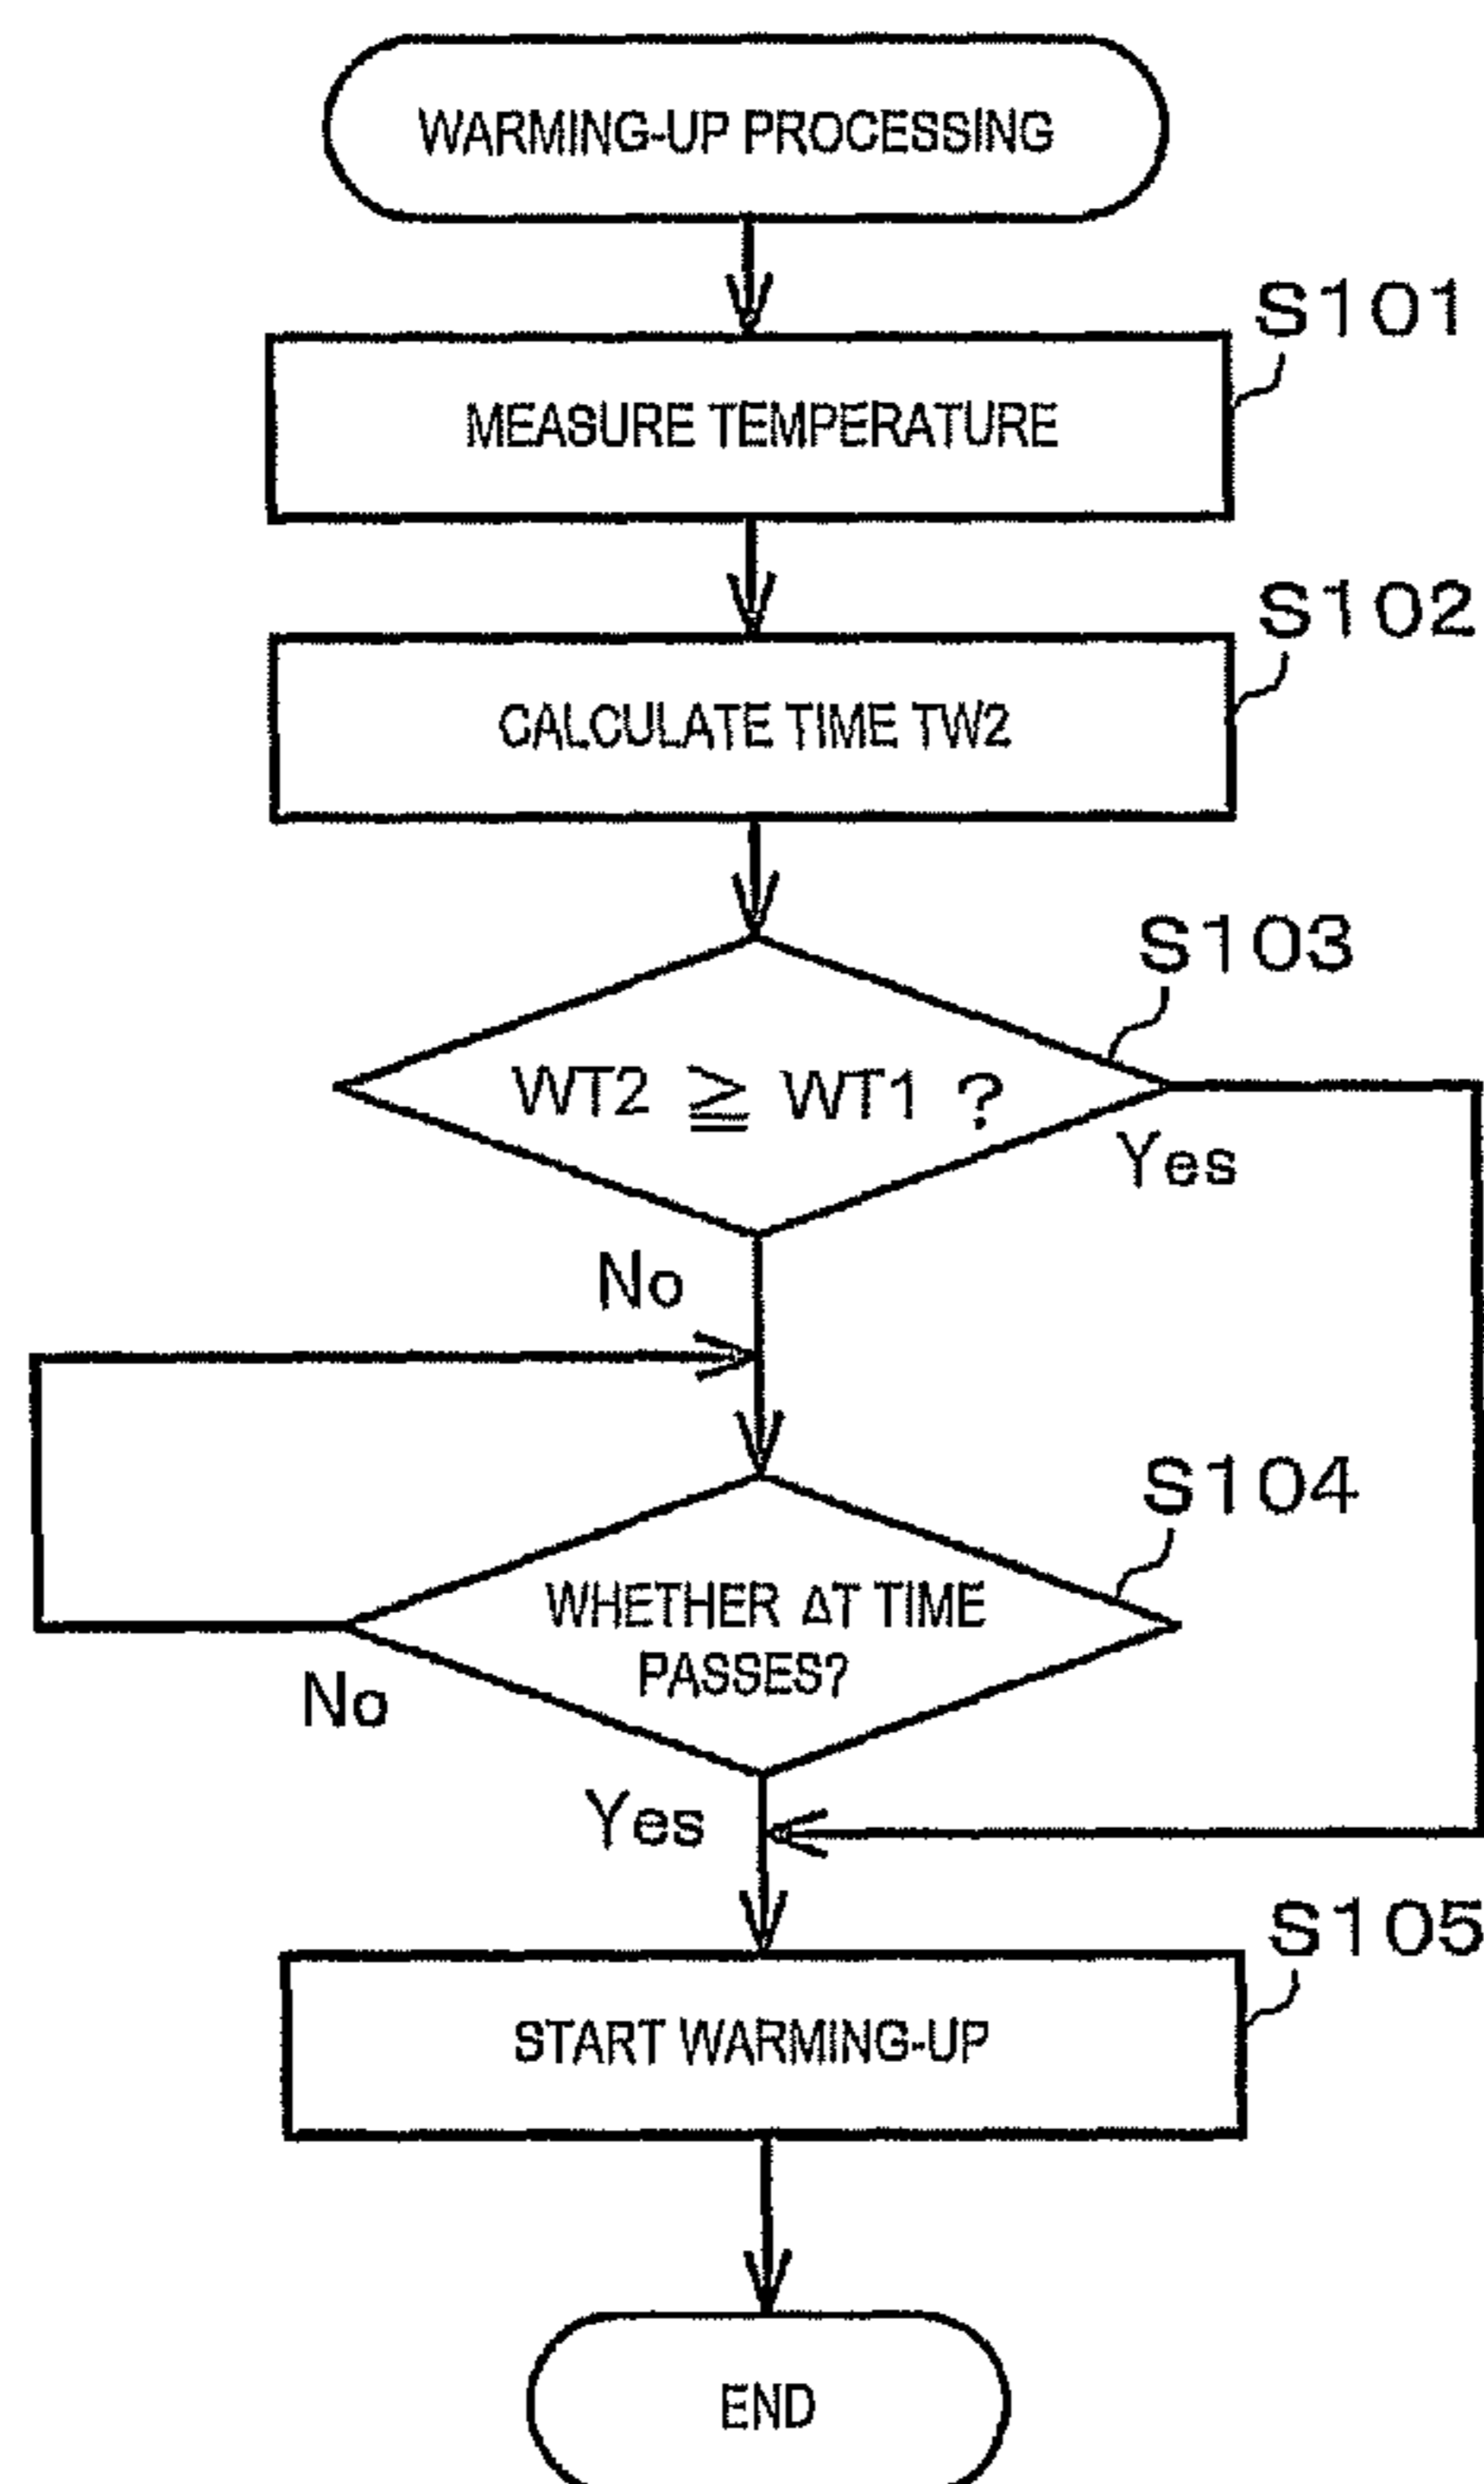 WARMING-UP PROCESSING
S101
MEASURE TEMPERATURE
S102
CALCULATE TIME TW2
S103
WT2 ≧ WT1 ?
Yes
No
S104
WHETHER ΔT TIME
PASSES?
No
Yes
S105
START WARMING-UP
END